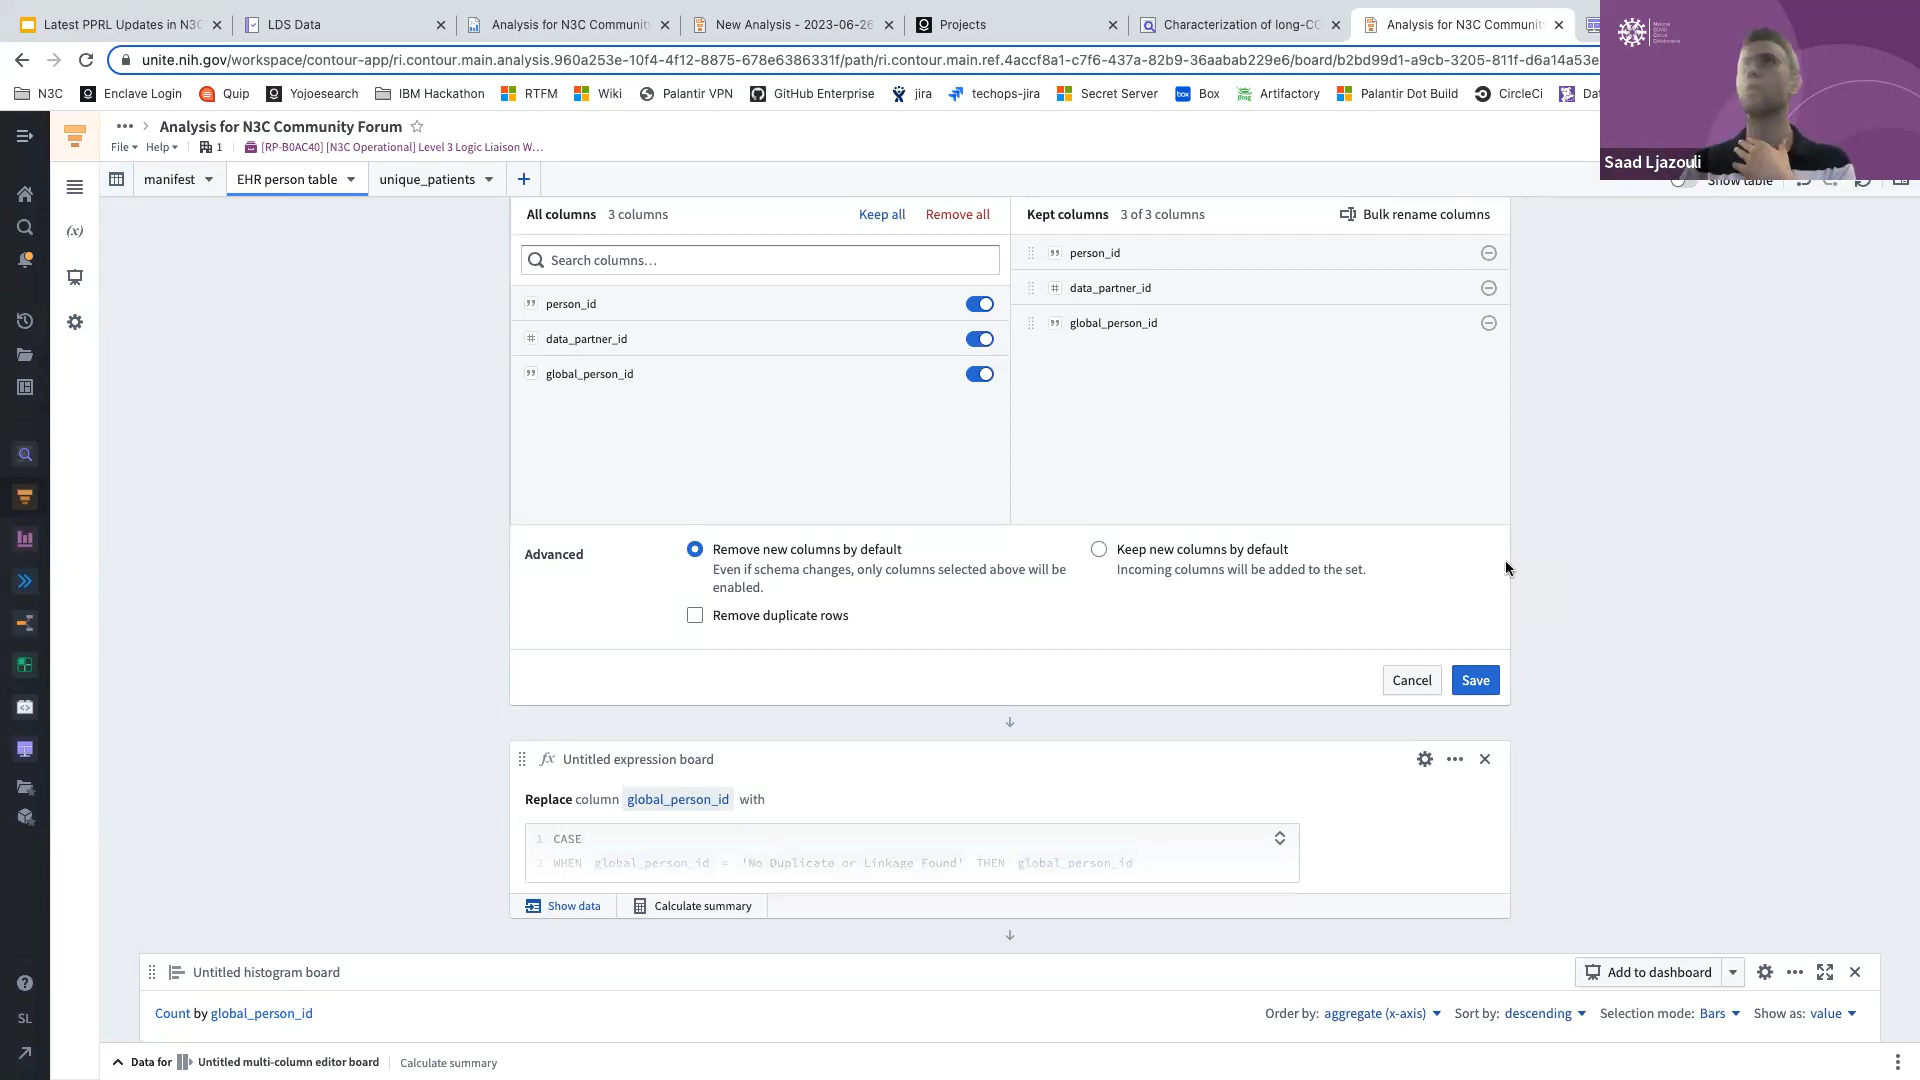 Latest PPRL Updates in N3C
LDS Data
Analysis for N3C Community
New Analysis - 2023-06-26
Projects
Characterization of long-CO
Analysis for N3C Communit
unite.nih.gov/workspace/contour-app/ri.contour.main.analysis.960a253e-10f4-4f12-8875-678e6386331f/path/ri.contour.main.ref.4accf8a1-c7f6-437a-82b9-36aabab229e6/board/b2bd99d1-a9cb-3205-811f-d6a14a53e
N3C
Enclave Login
Quip
Yojoesearch
IBM Hackathon
RTFM
Wiki
Palantir VPN
GitHub Enterprise
jira
techops-jira
Secret Server
Box
Artifactory
Palantir Dot Build
CircleCi
Dat
Saad Ljazouli
Analysis for N3C Community Forum
File Help 1 [RP-B0AC40] [N3C Operational] Level 3 Logic Liaison W...
manifest
EHR person table
unique_patients
Show table
All columns 3 columns Keep all Remove all
Kept columns 3 of 3 columns Bulk rename columns
Search columns...
person_id
data_partner_id
global_person_id
person_id
data_partner_id
global_person_id
Advanced
Remove new columns by default
Even if schema changes, only columns selected above will be
enabled.
Keep new columns by default
Incoming columns will be added to the set.
Remove duplicate rows
Cancel Save
fx Untitled expression board
Replace column global_person_id with
1 CASE
2 WHEN global_person_id = 'No Duplicate or Linkage Found' THEN global_person_id
Show data Calculate summary
Untitled histogram board Add to dashboard
Count by global_person_id Order by: aggregate (x-axis) Sort by: descending Selection mode: Bars Show as: value
Data for Untitled multi-column editor board Calculate summary
(x)
SL